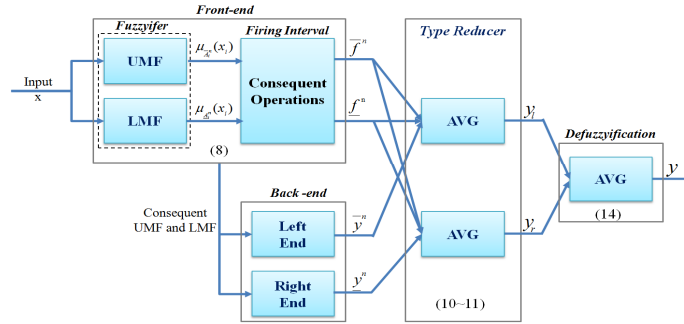 Front-end
Fuzzyifer
Firing Interval
Type Reducer
Input
x
UMF
LMF
μ_Ā^n(x_i)
μ_A̲^n(x_i)
Consequent
Operations
(8)
f̄^n
f̲^n
AVG
AVG
(10~11)
y_l
y_r
Defuzzyification
AVG
y
(14)
Consequent
UMF and LMF
Back -end
Left
End
Right
End
ȳ^n
y̲^n